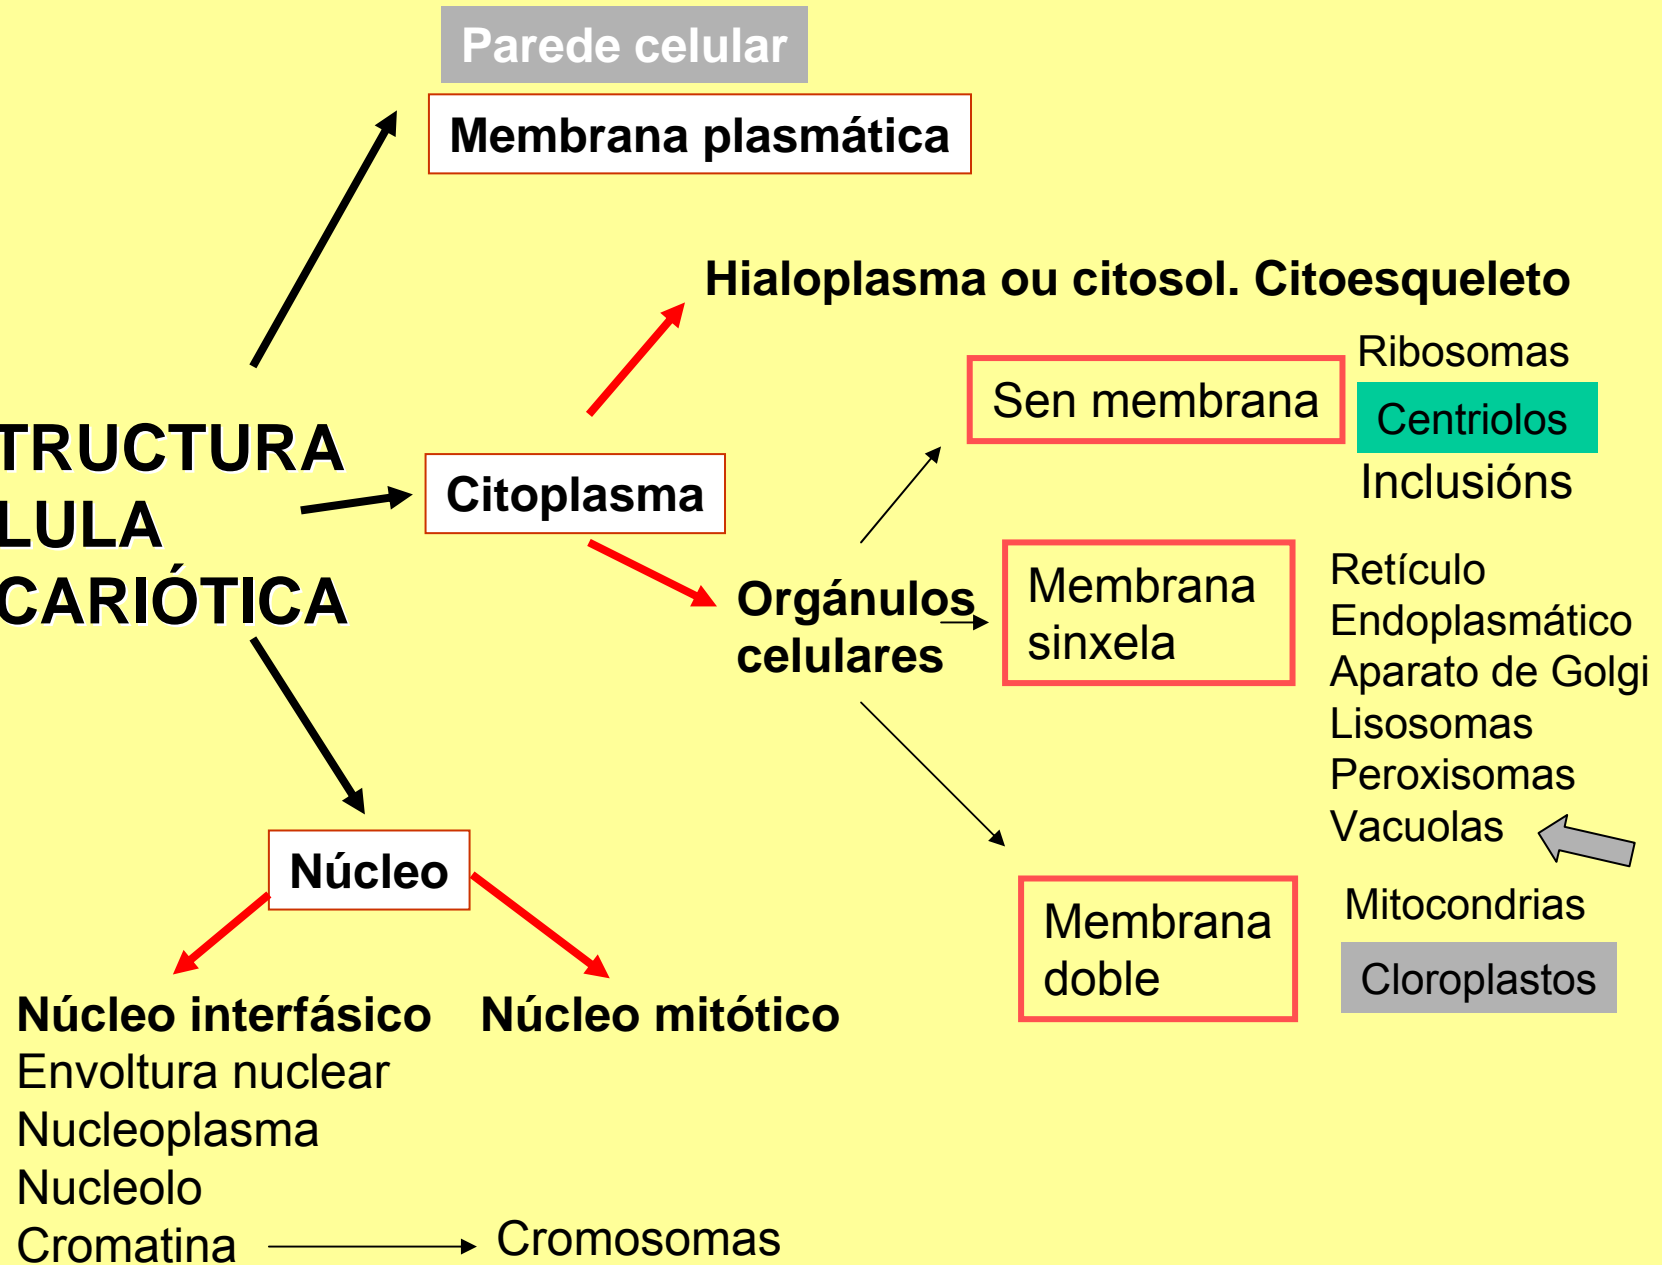 Parede celular
Membrana plasmática
Hialoplasma ou citosol. Citoesqueleto
Sen membrana
Ribosomas
Centriolos
Inclusións
TRUCTURA
LULA
CARIÓTICA
Citoplasma
Orgánulos
celulares
Membrana
sinxela
Retículo
Endoplasmático
Aparato de Golgi
Lisosomas
Peroxisomas
Vacuolas
Membrana
doble
Mitocondrias
Cloroplastos
Núcleo
Núcleo interfásico
Envoltura nuclear
Nucleoplasma
Nucleolo
Cromatina
Núcleo mitótico
Cromosomas